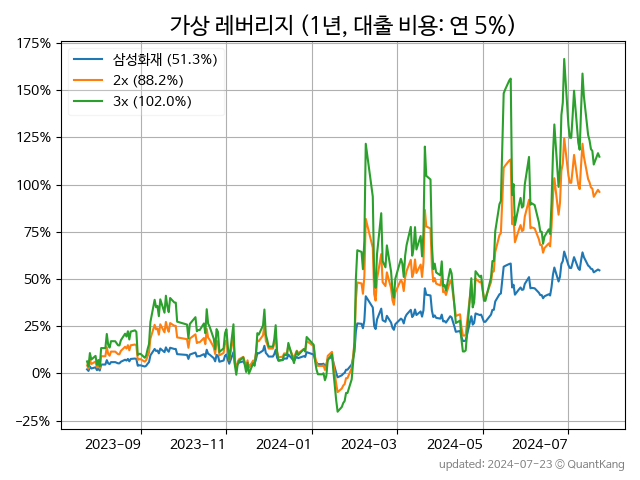 가상 레버리지 (1년, 대출 비용: 연 5%)
175%
150%
125%
100%
75%
50%
25%
0%
−25%
삼성화재 (51.3%)
2x (88.2%)
3x (102.0%)
2023-09 2023-11 2024-01 2024-03 2024-05 2024-07
updated: 2024-07-23 © QuantKang